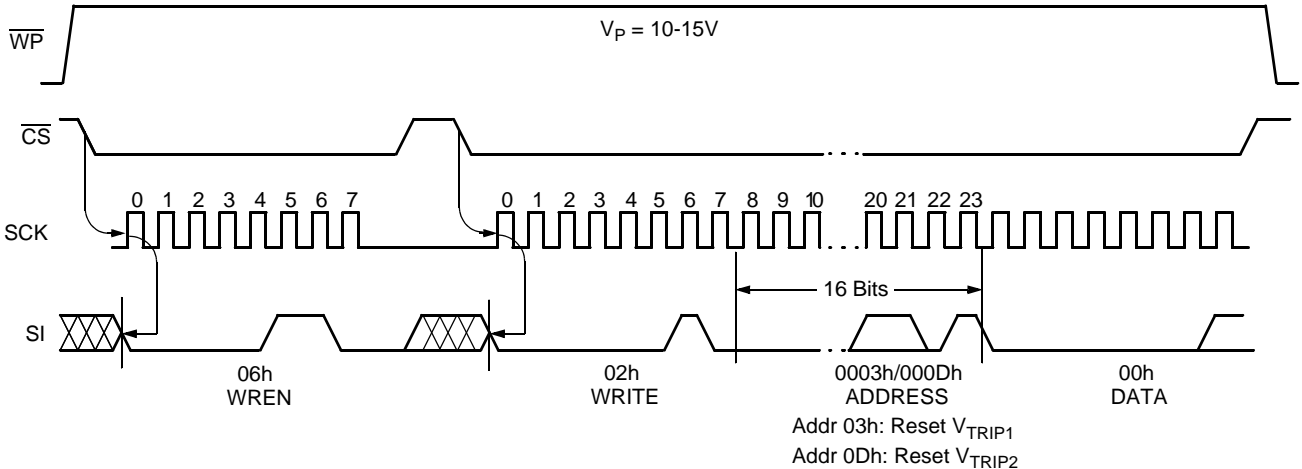 WP
V_P = 10-15V
CS
0 1 2 3 4 5 6 7
0 1 2 3 4 5 6 7 8 9 10
20 21 22 23
SCK
16 Bits
SI
06h
WREN
02h
WRITE
0003h/000Dh
ADDRESS
00h
DATA
Addr 03h: Reset V_TRIP1
Addr 0Dh: Reset V_TRIP2